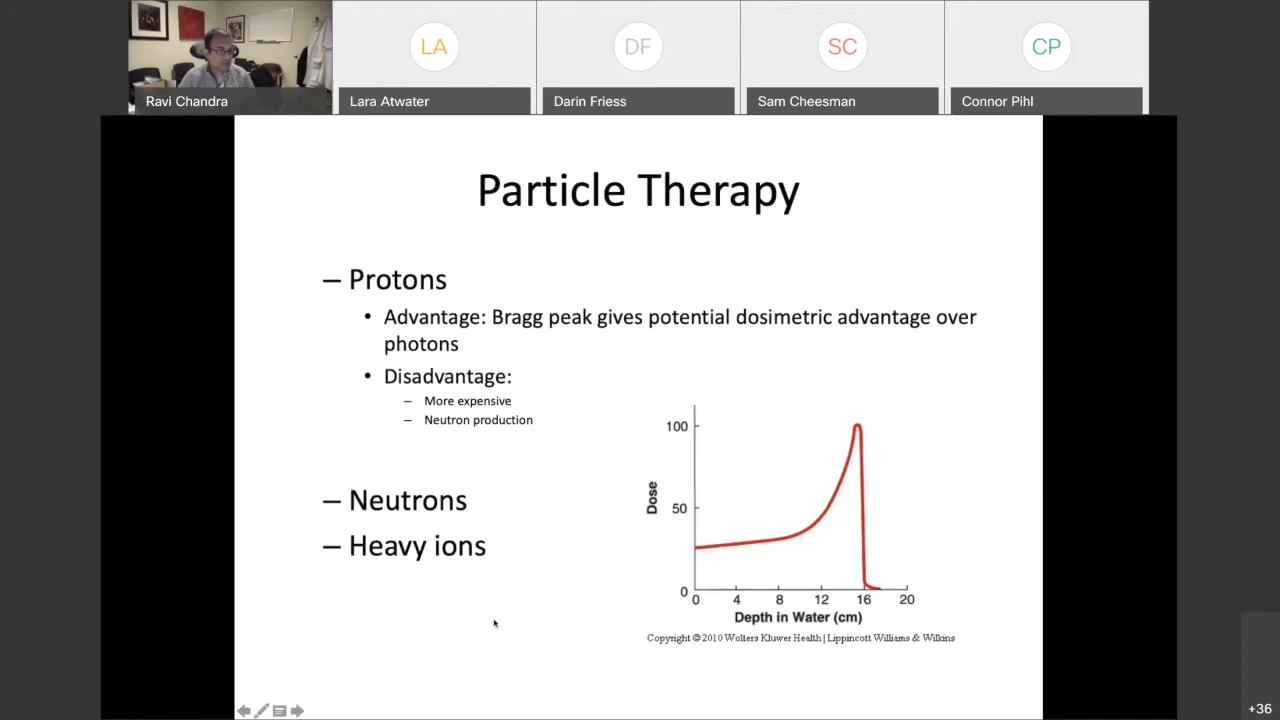 LA
DF
SC
CP
Ravi Chandra
Lara Atwater
Darin Friess
Sam Cheesman
Connor Pihl
Particle Therapy
– Protons
• Advantage: Bragg peak gives potential dosimetric advantage over
photons
• Disadvantage:
– More expensive
– Neutron production
– Neutrons
– Heavy ions
100
50
0
Dose
0 4 8 12 16 20
Depth in Water (cm)
Copyright © 2010 Wolters Kluwer Health | Lippincott Williams & Wilkins
+36